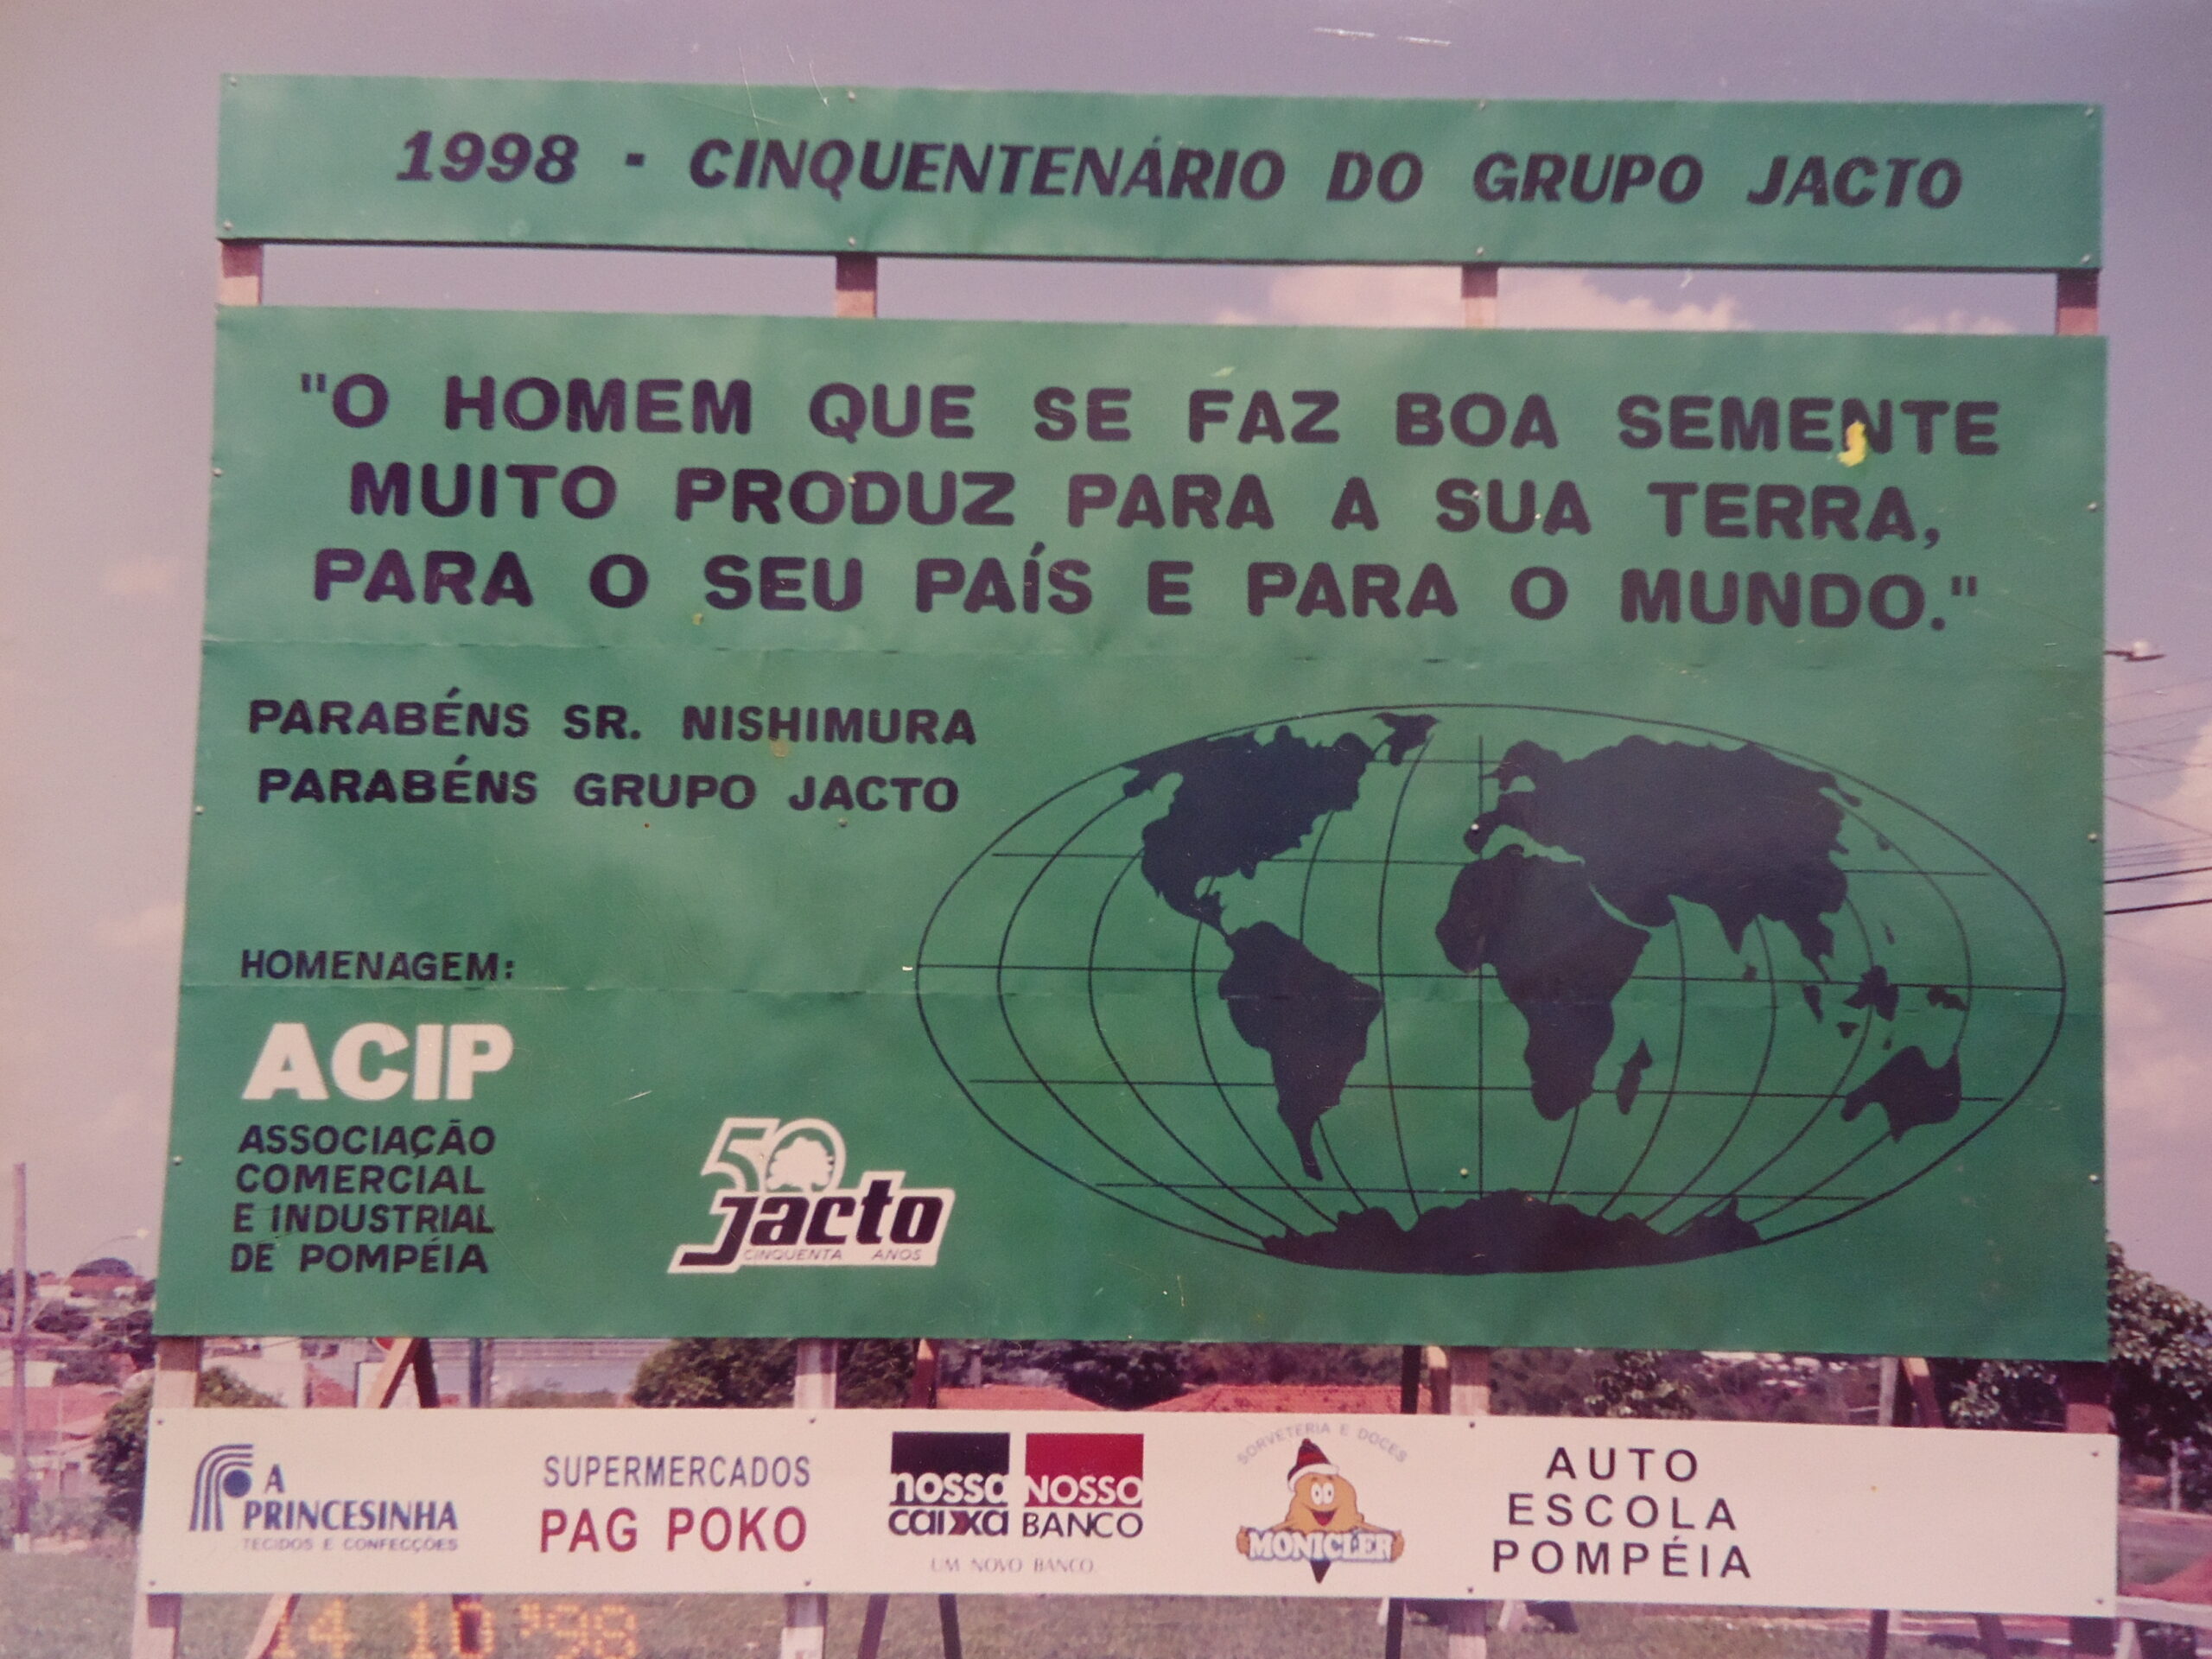 1998 - CINQUENTENÁRIO DO GRUPO JACTO
"O HOMEM QUE SE FAZ BOA SEMENTE
MUITO PRODUZ PARA A SUA TERRA,
PARA O SEU PAÍS E PARA O MUNDO."
PARABÉNS SR. NISHIMURA
PARABÉNS GRUPO JACTO
HOMENAGEM:
ACIP
ASSOCIAÇÃO
COMERCIAL
E INDUSTRIAL
DE POMPÉIA
50
Jacto
CINQUENTA ANOS
A
PRINCESINHA
TECIDOS E CONFECÇÕES
SUPERMERCADOS
PAG POKO
nossa
caixa
NOSSO
BANCO
UM NOVO BANCO.
SORVETERIA E DOCES
MONICLER
AUTO
ESCOLA
POMPÉIA
14 10 '98